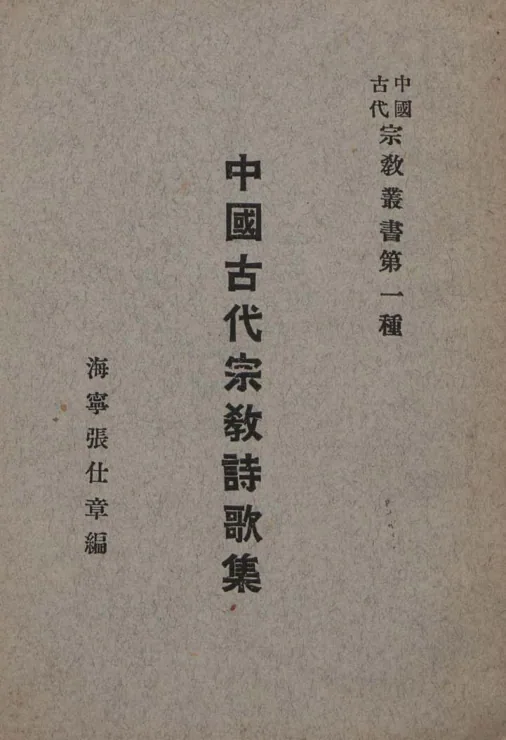 中國古代宗教叢書第一種
中國古代宗教詩歌集
海寧張仕章編